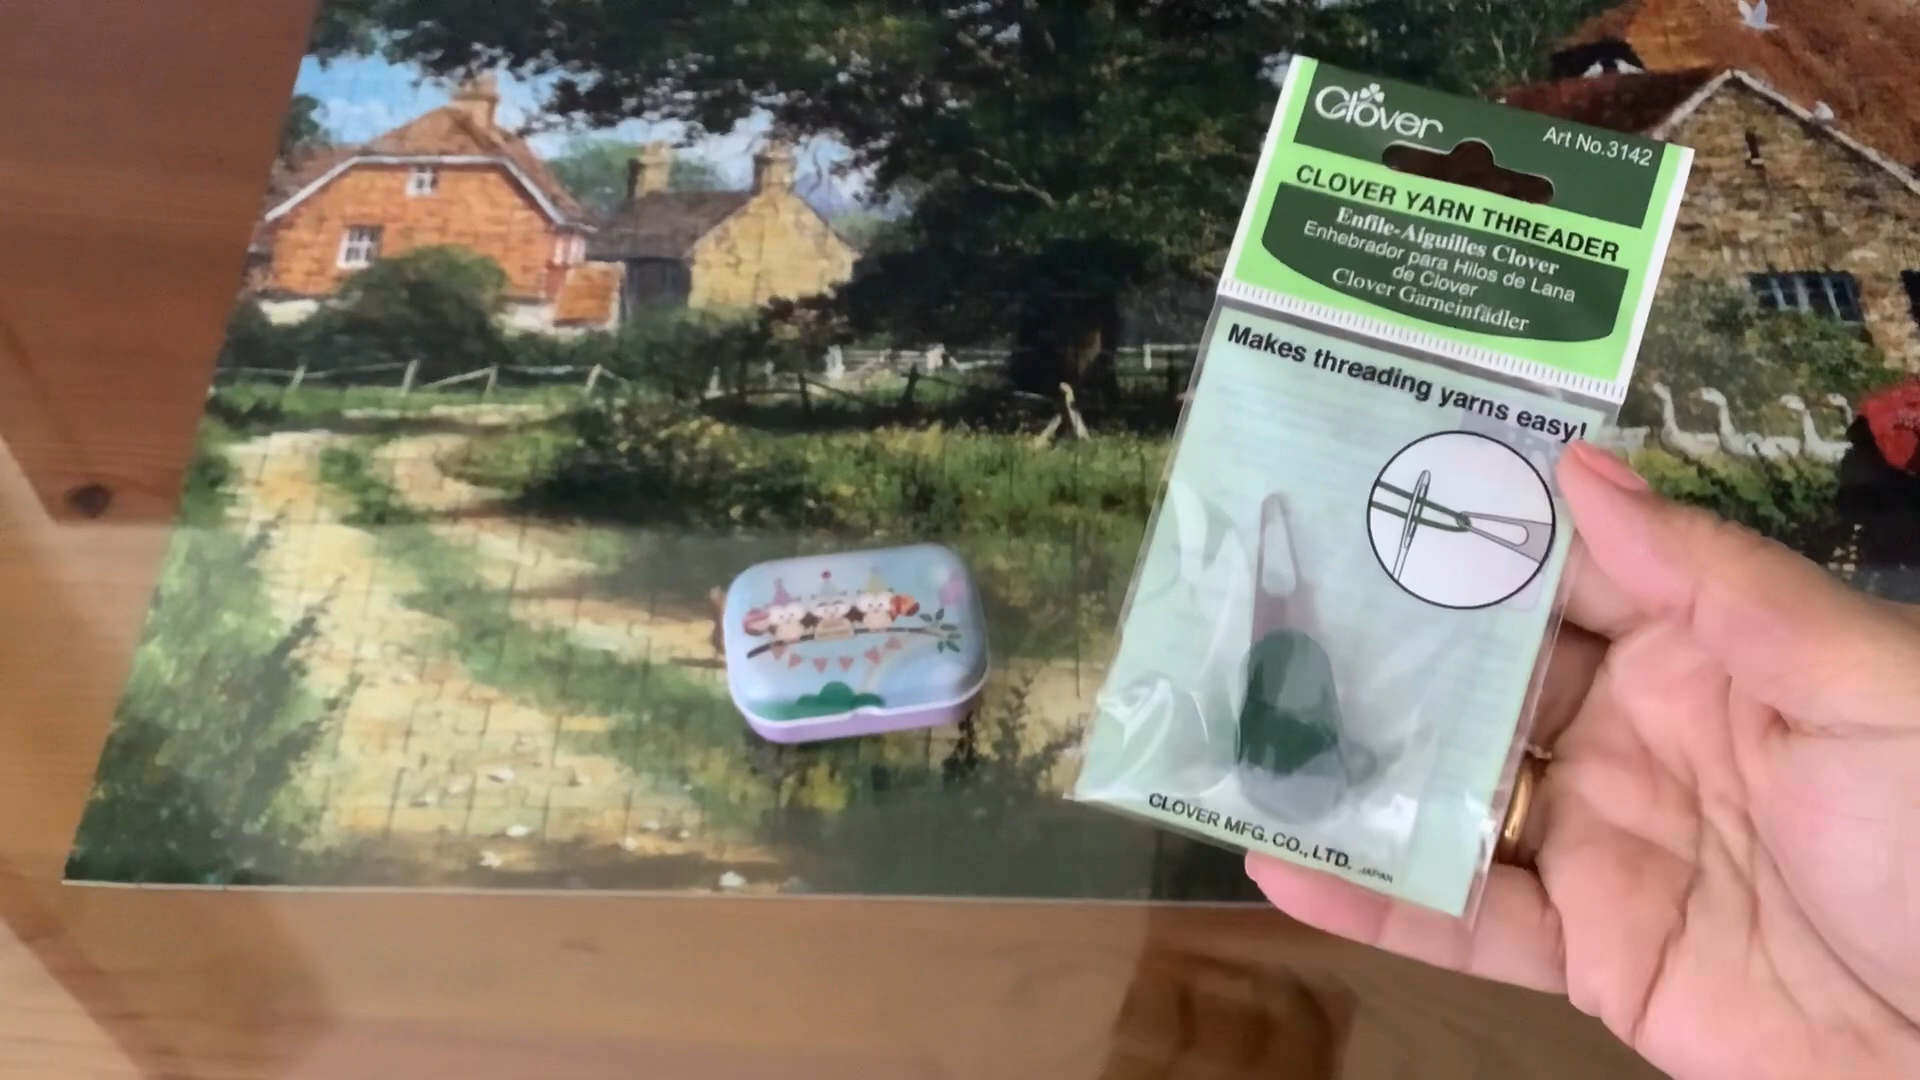 Clover
Art No.3142
CLOVER YARN THREADER
Enfile-Aiguilles Clover
Enhebrador para Hilos de Lana
de Clover
Clover Garneinfädler
Makes threading yarns easy!
CLOVER MFG. CO., LTD. JAPAN